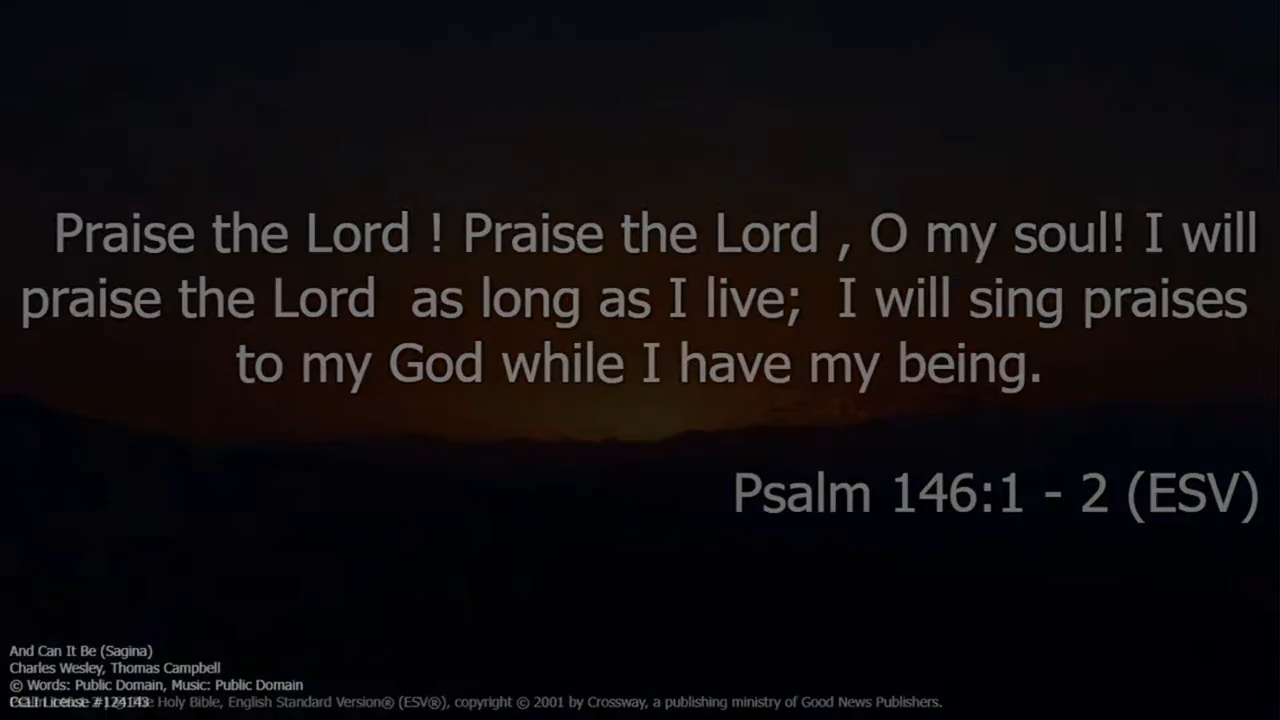 Praise the Lord ! Praise the Lord , O my soul! I will
praise the Lord  as long as I live;  I will sing praises
to my God while I have my being.
Psalm 146:1 - 2 (ESV)
And Can It Be (Sagina)
Charles Wesley, Thomas Campbell
© Words: Public Domain, Music: Public Domain
CCLI License #124143
Holy Bible, English Standard Version® (ESV®), copyright © 2001 by Crossway, a publishing ministry of Good News Publishers.